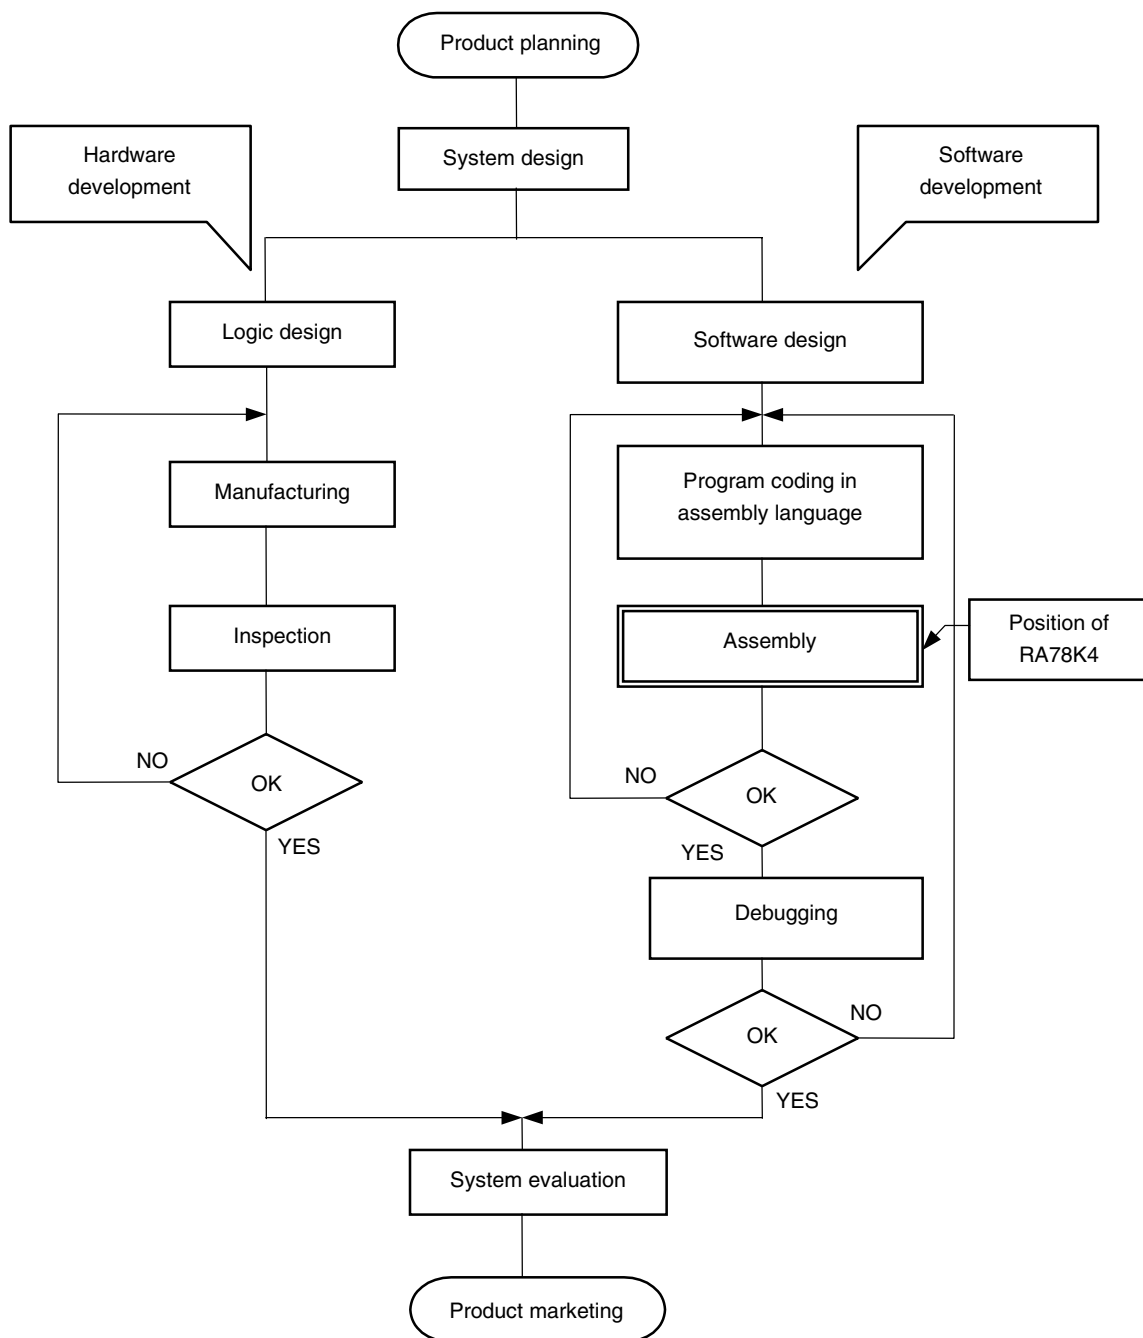 Product planning
System design
Hardware
development
Software
development
Logic design
Software design
Manufacturing
Program coding in
assembly language
Inspection
Assembly
Position of
RA78K4
NO
OK
YES
NO
OK
YES
Debugging
NO
OK
YES
System evaluation
Product marketing